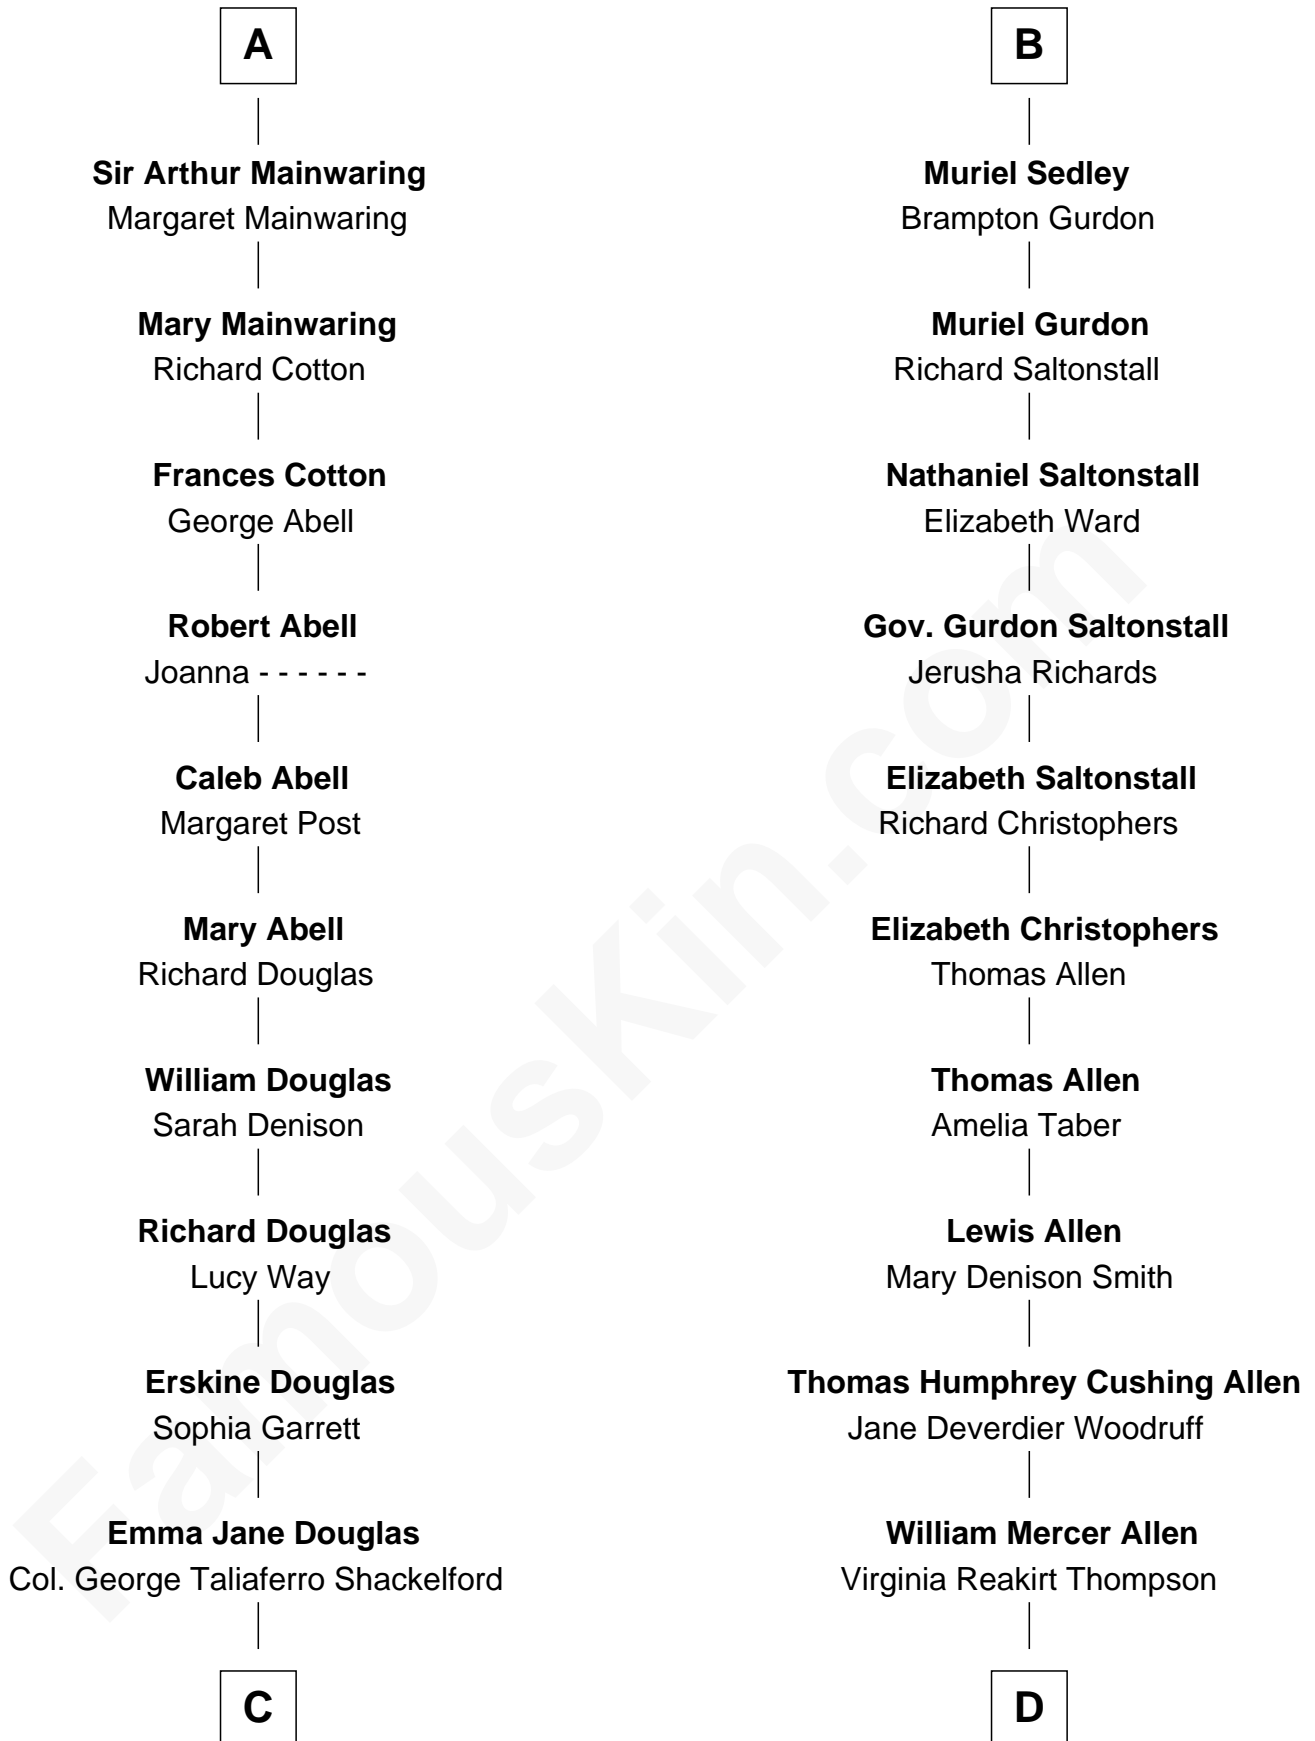 A
Sir Arthur Mainwaring
Margaret Mainwaring
Mary Mainwaring
Richard Cotton
Frances Cotton
George Abell
Robert Abell
Joanna - - - - - -
Caleb Abell
Margaret Post
Mary Abell
Richard Douglas
William Douglas
Sarah Denison
Richard Douglas
Lucy Way
Erskine Douglas
Sophia Garrett
Emma Jane Douglas
Col. George Taliaferro Shackelford
C
B
Muriel Sedley
Brampton Gurdon
Muriel Gurdon
Richard Saltonstall
Nathaniel Saltonstall
Elizabeth Ward
Gov. Gurdon Saltonstall
Jerusha Richards
Elizabeth Saltonstall
Richard Christophers
Elizabeth Christophers
Thomas Allen
Thomas Allen
Amelia Taber
Lewis Allen
Mary Denison Smith
Thomas Humphrey Cushing Allen
Jane Deverdier Woodruff
William Mercer Allen
Virginia Reakirt Thompson
D
FamousKin.com